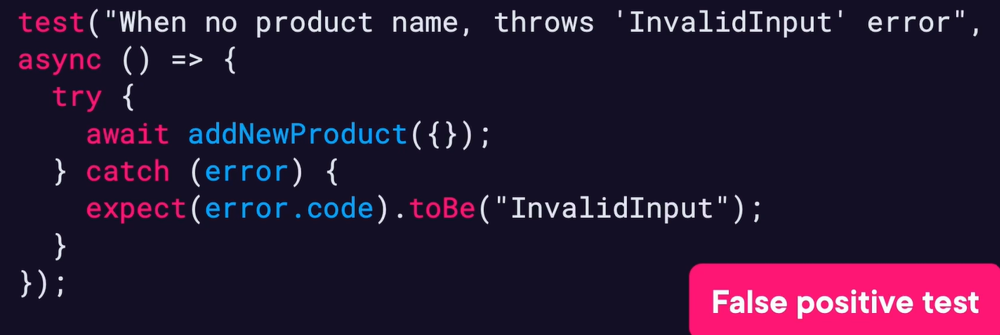 test("When no product name, throws 'InvalidInput' error",
async () => {
  try {
    await addNewProduct({});
  } catch (error) {
    expect(error.code).toBe("InvalidInput");
  }
});
False positive test